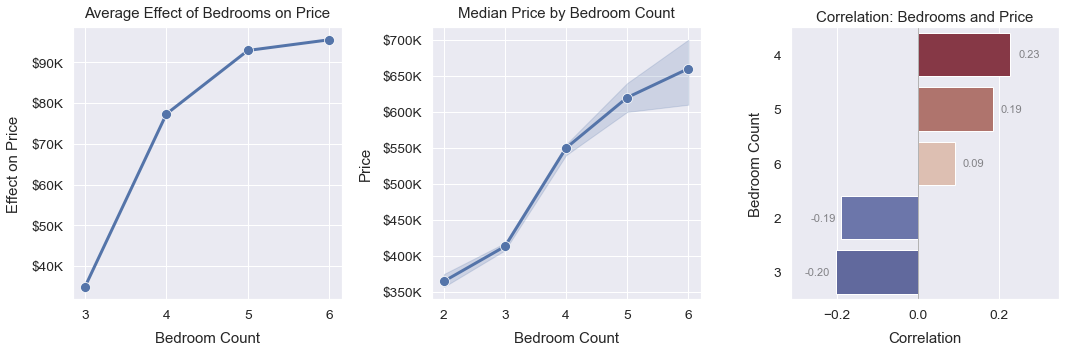 Average Effect of Bedrooms on Price
Effect on Price
$90K
$80K
$70K
$60K
$50K
$40K
3 4 5 6
Bedroom Count
Median Price by Bedroom Count
Price
$700K
$650K
$600K
$550K
$500K
$450K
$400K
$350K
2 3 4 5 6
Bedroom Count
Correlation: Bedrooms and Price
Bedroom Count
4 0.23
5 0.19
6 0.09
2 -0.19
3 -0.20
−0.2 0.0 0.2
Correlation